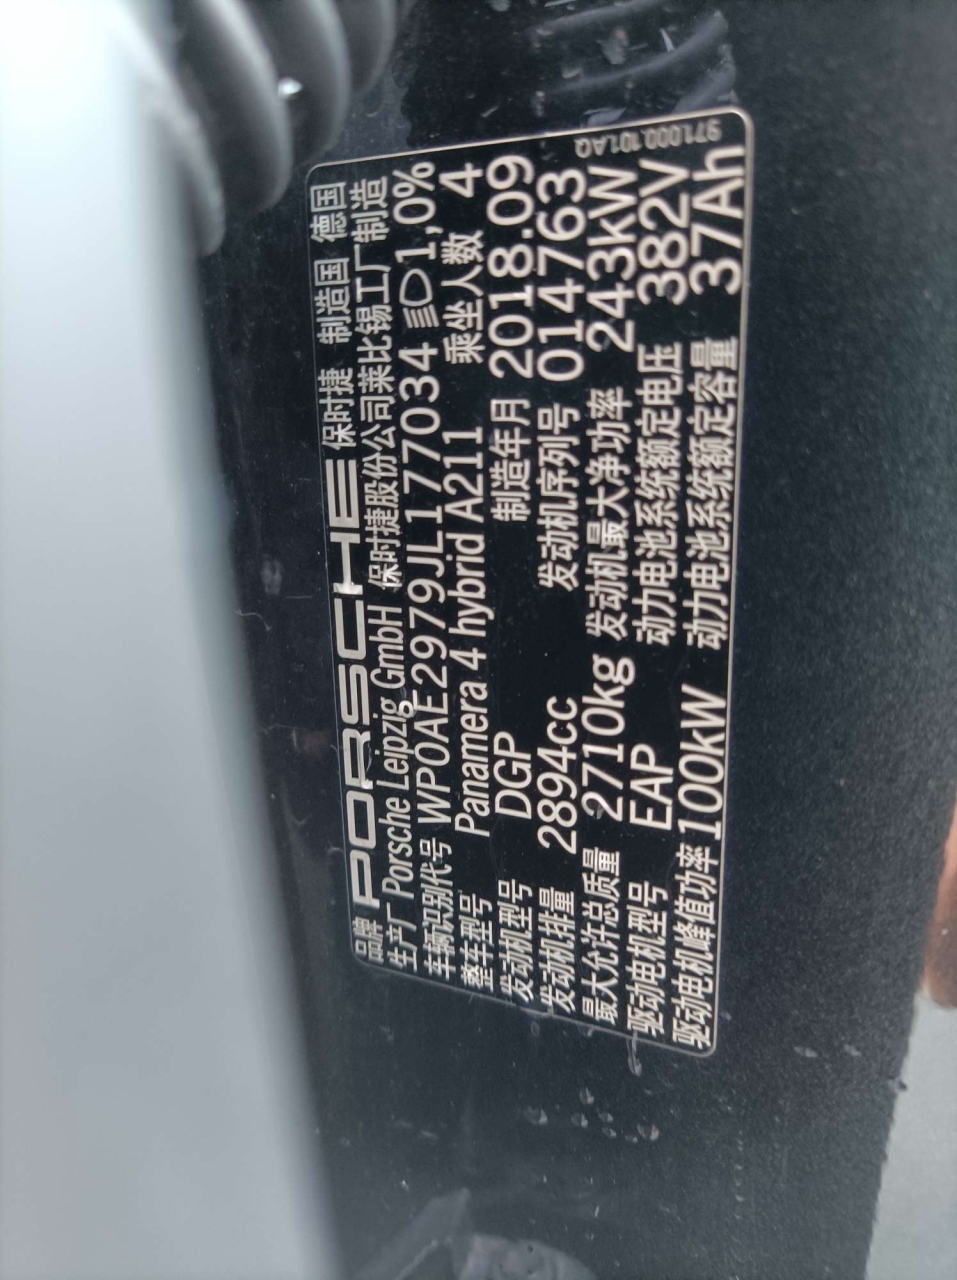 品牌 PORSCHE 保时捷 制造国 德国
生产厂 Porsche Leipzig GmbH 保时捷股份公司莱比锡工厂制造
车辆识别代号 WP0AE2979JL177034 1,0%
整车型号 Panamera 4 hybrid A211 乘坐人数 4
发动机型号 DGP 制造年月 2018.09
发动机排量 2894cc 发动机序列号 014763
最大允许总质量 2710kg 发动机最大净功率 243kW
驱动电机型号 EAP 动力电池系统额定电压 382V
驱动电机峰值功率 100kW 动力电池系统额定容量 37Ah
971.000.101.AQ